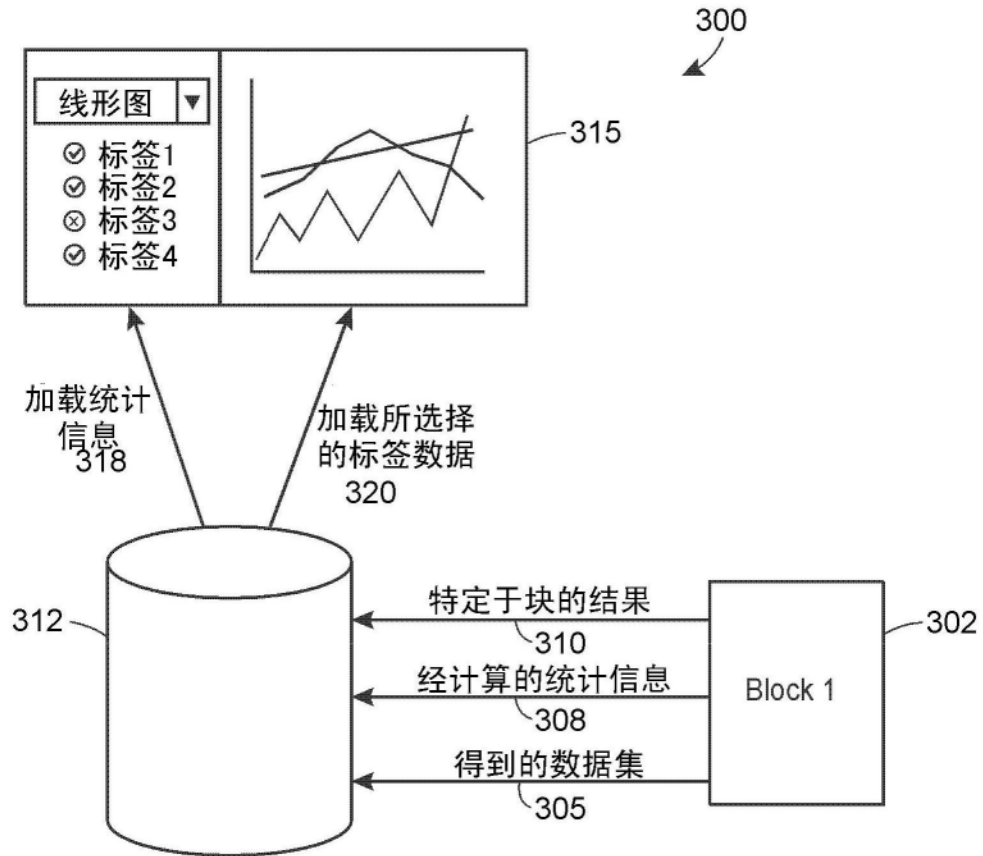 300
线形图
标签1
标签2
标签3
标签4
315
加载统计
信息
318
加载所选择
的标签数据
320
312
特定于块的结果
310
经计算的统计信息
308
得到的数据集
305
Block 1
302